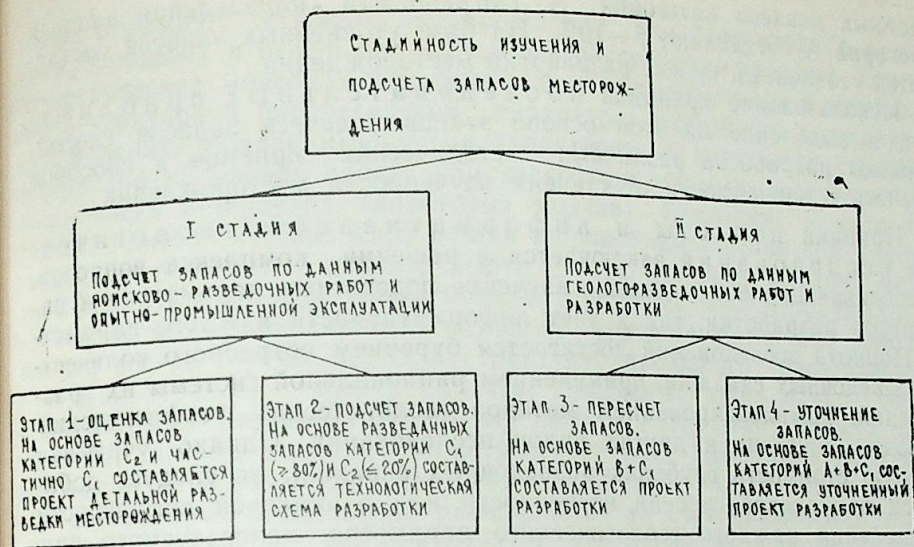 Стадийность изучения и
подсчета запасов месторож-
дения
I стадия
Подсчет запасов по данным
поисково-разведочных работ и
опытно-промышленной эксплуатации
II стадия
Подсчет запасов по данным
геологоразведочных работ и
разработки
Этап 1-оценка запасов.
На основе запасов
категории C₂ и час-
тично C₁ составляется
проект детальной раз-
ведки месторождения
Этап 2-подсчет запасов.
На основе разведанных
запасов категории C₁
(≥80%) и C₂(≤20%) состав-
ляется технологическая
схема разработки
Этап 3- пересчет
запасов.
На основе запасов
категорий B+C₁
составляется проект
разработки
Этап 4- уточнение
запасов.
На основе запасов
категорий A+B+C₁ сос-
тавляется уточненный
проект разработки